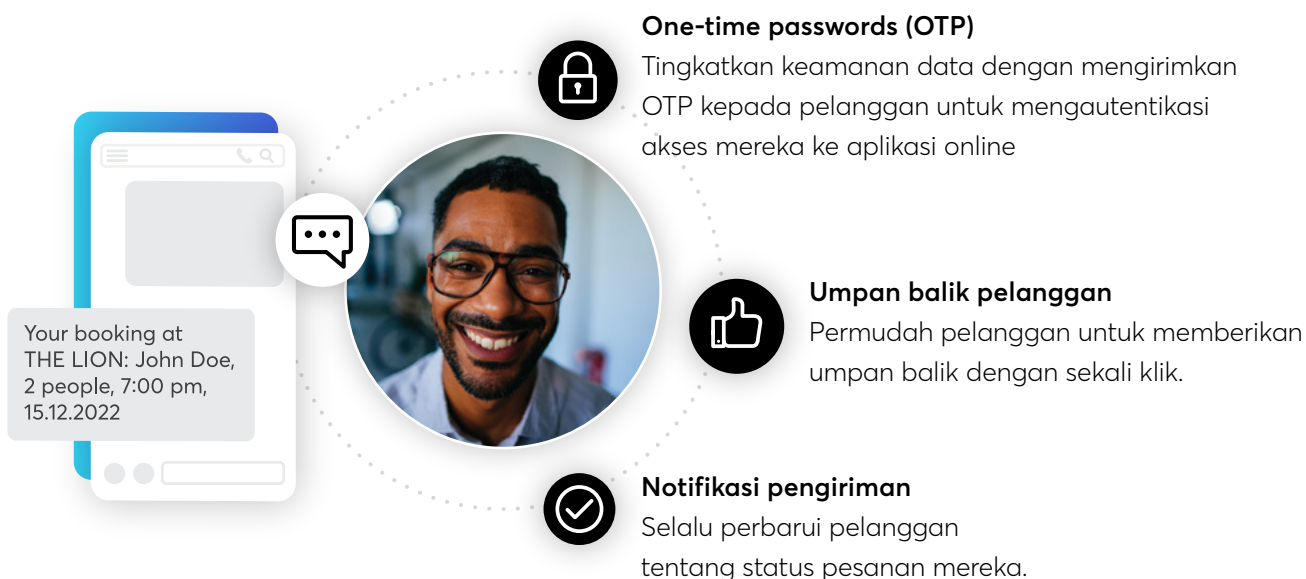 One-time passwords (OTP)
Tingkatkan keamanan data dengan mengirimkan
OTP kepada pelanggan untuk mengautentikasi
akses mereka ke aplikasi online
Your booking at
THE LION: John Doe,
2 people, 7:00 pm,
15.12.2022
Umpan balik pelanggan
Permudah pelanggan untuk memberikan
umpan balik dengan sekali klik.
Notifikasi pengiriman
Selalu perbarui pelanggan
tentang status pesanan mereka.